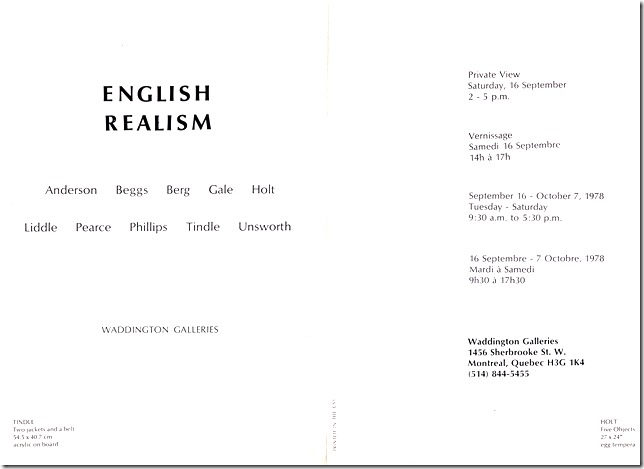 ENGLISH
REALISM
Anderson Beggs Berg Gale Holt
Liddle Pearce Phillips Tindle Unsworth
WADDINGTON GALLERIES
TINDLE
Two jackets and a belt
54.5 x 40.7 cm
acrylic on board
PRINTED IN THE
Private View
Saturday, 16 September
2 - 5 p.m.
Vernissage
Samedi 16 Septembre
14h à 17h
September 16 - October 7, 1978
Tuesday - Saturday
9:30 a.m. to 5:30 p.m.
16 Septembre - 7 Octobre, 1978
Mardi à Samedi
9h30 à 17h30
Waddington Galleries
1456 Sherbrooke St. W.
Montreal, Quebec H3G 1K4
(514) 844-5455
HOLT
Five Objects
27 x 24"
egg tempera